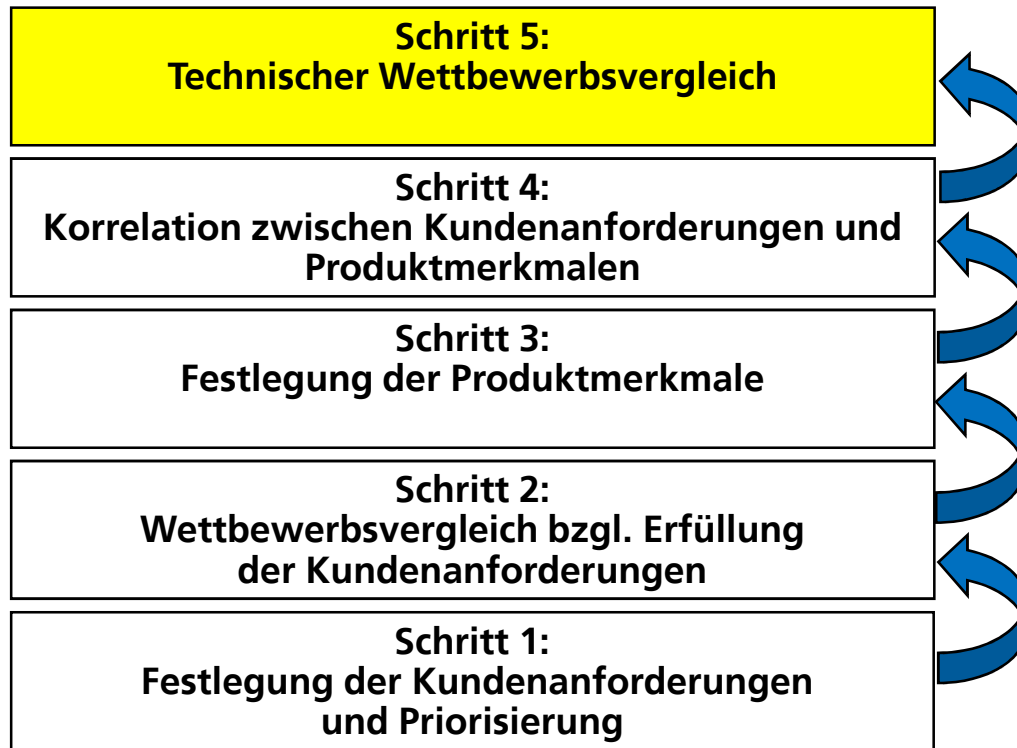 Schritt 5:
Technischer Wettbewerbsvergleich
Schritt 4:
Korrelation zwischen Kundenanforderungen und
Produktmerkmalen
Schritt 3:
Festlegung der Produktmerkmale
Schritt 2:
Wettbewerbsvergleich bzgl. Erfüllung
der Kundenanforderungen
Schritt 1:
Festlegung der Kundenanforderungen
und Priorisierung